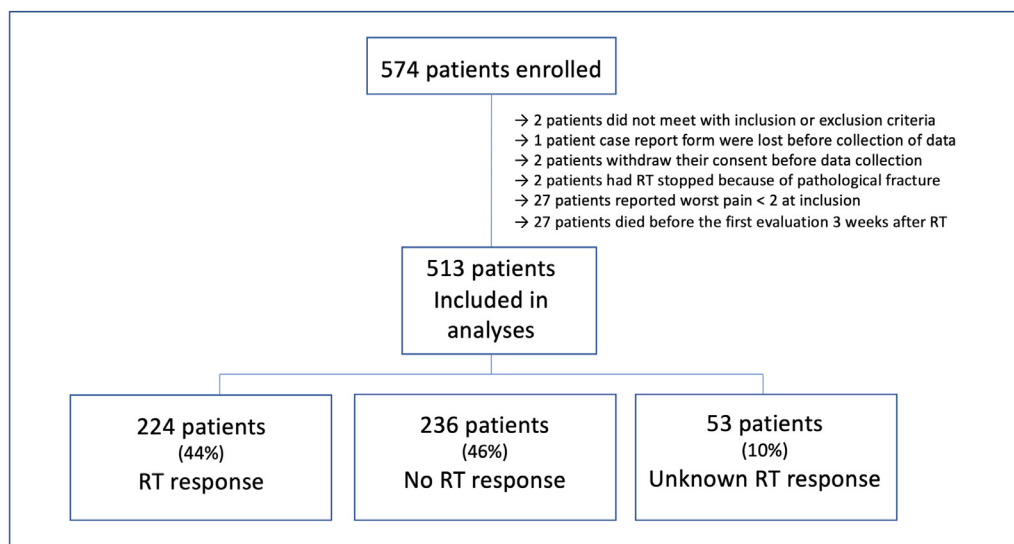 574 patients enrolled
→ 2 patients did not meet with inclusion or exclusion criteria
→ 1 patient case report form were lost before collection of data
→ 2 patients withdraw their consent before data collection
→ 2 patients had RT stopped because of pathological fracture
→ 27 patients reported worst pain < 2 at inclusion
→ 27 patients died before the first evaluation 3 weeks after RT
513 patients
Included in
analyses
224 patients
(44%)
RT response
236 patients
(46%)
No RT response
53 patients
(10%)
Unknown RT response